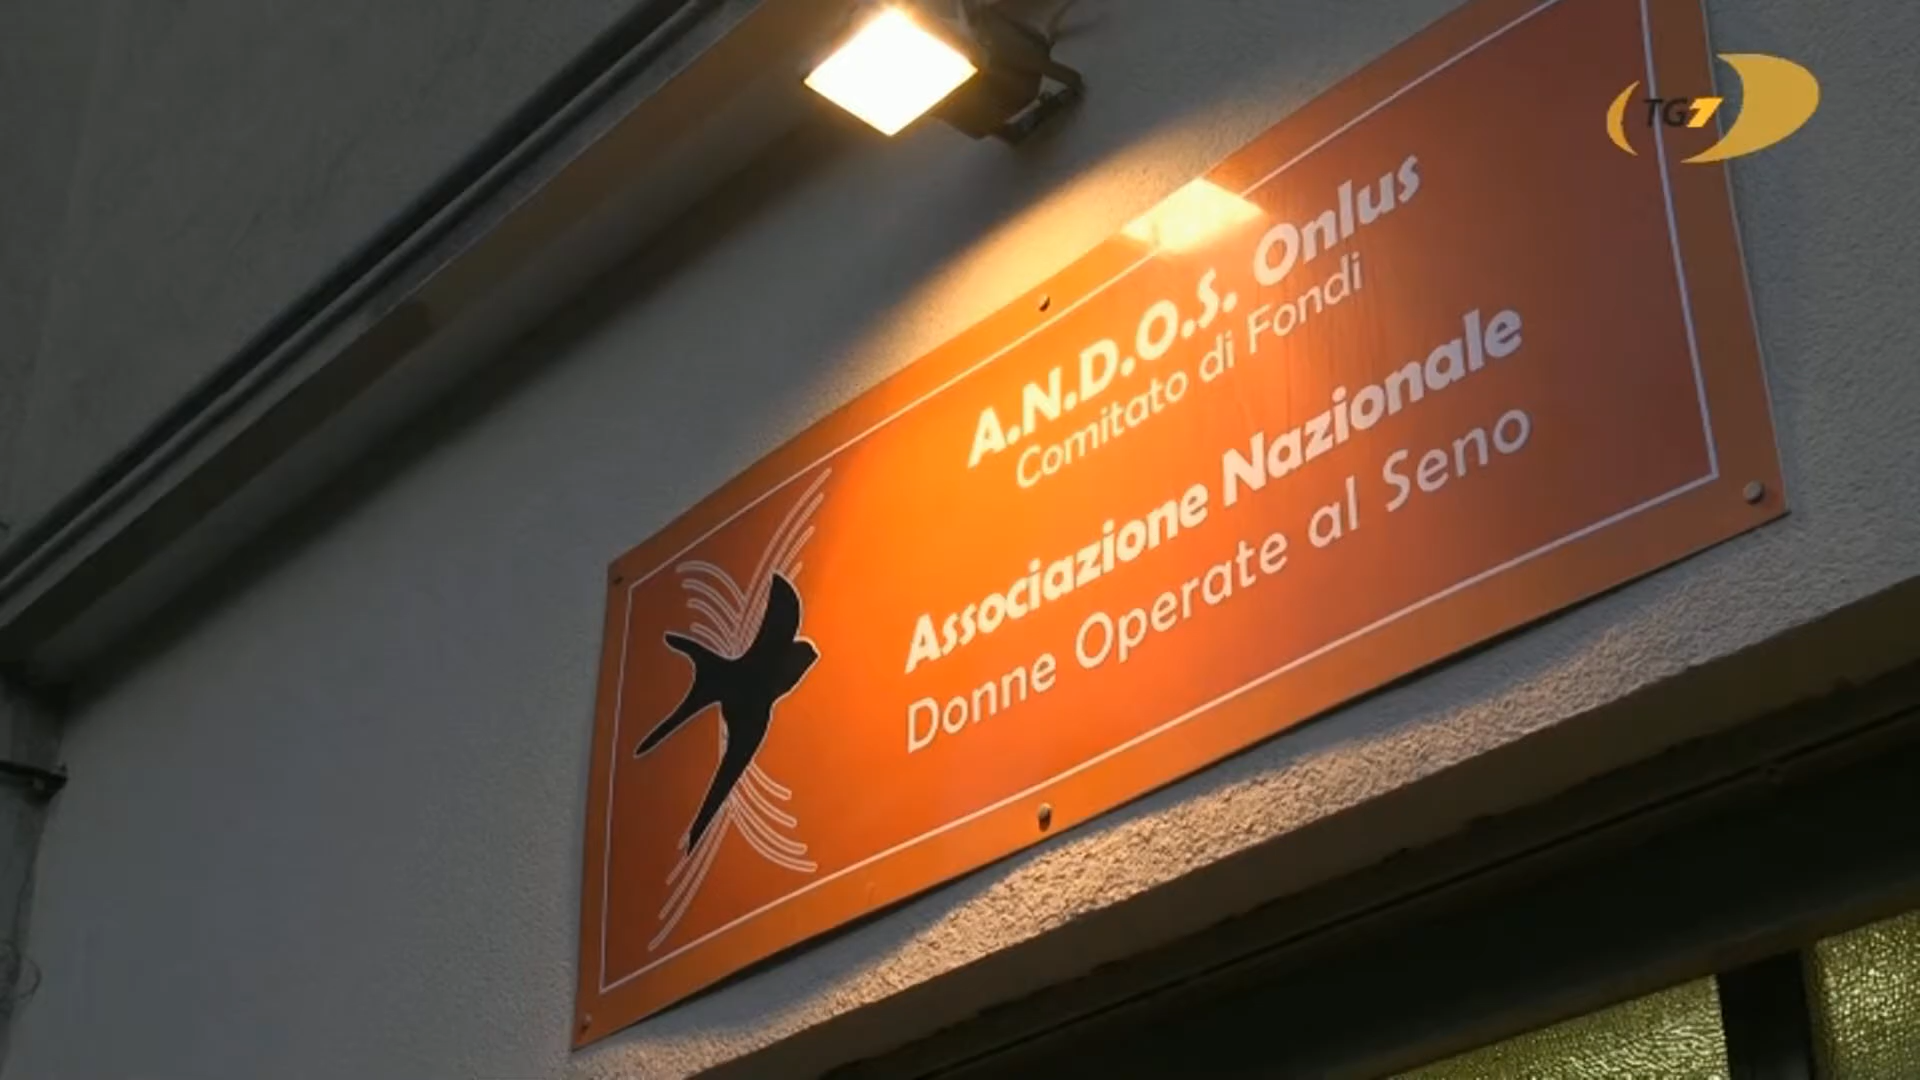 TG7
A.N.D.O.S. Onlus
Comitato di Fondi
Associazione Nazionale
Donne Operate al Seno